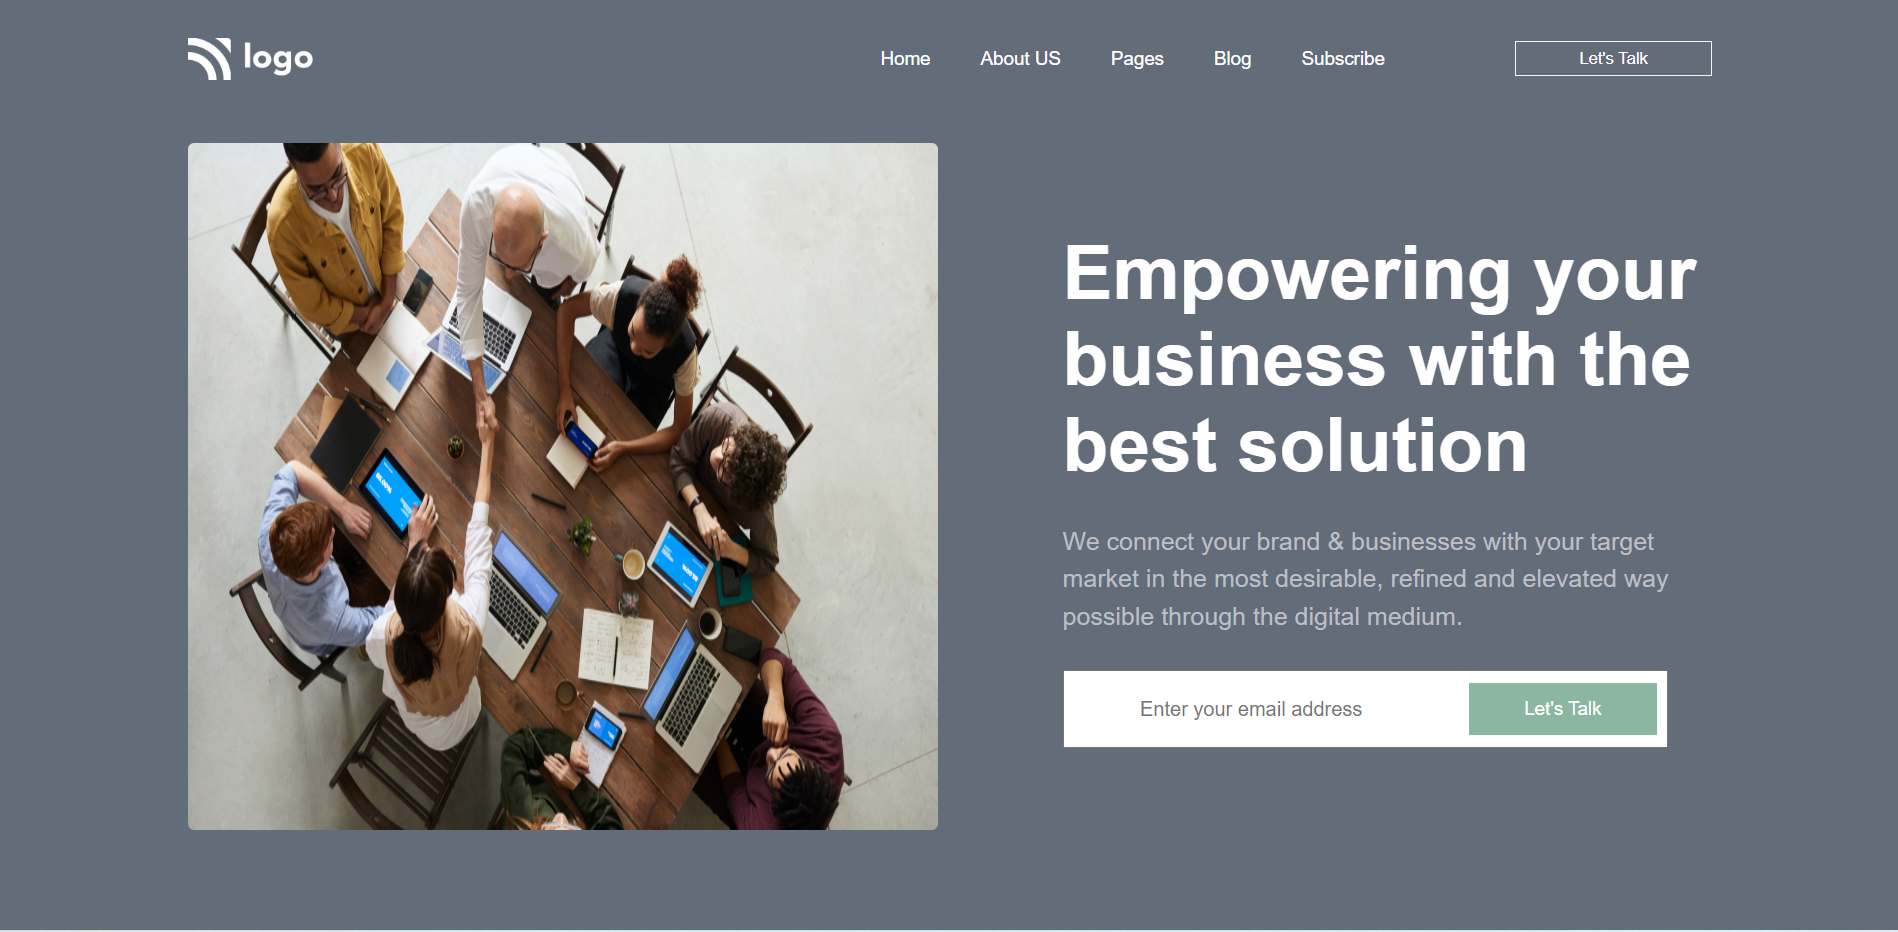 logo
Home
About US
Pages
Blog
Subscribe
Let's Talk
Empowering your
business with the
best solution
We connect your brand & businesses with your target
market in the most desirable, refined and elevated way
possible through the digital medium.
Enter your email address
Let's Talk